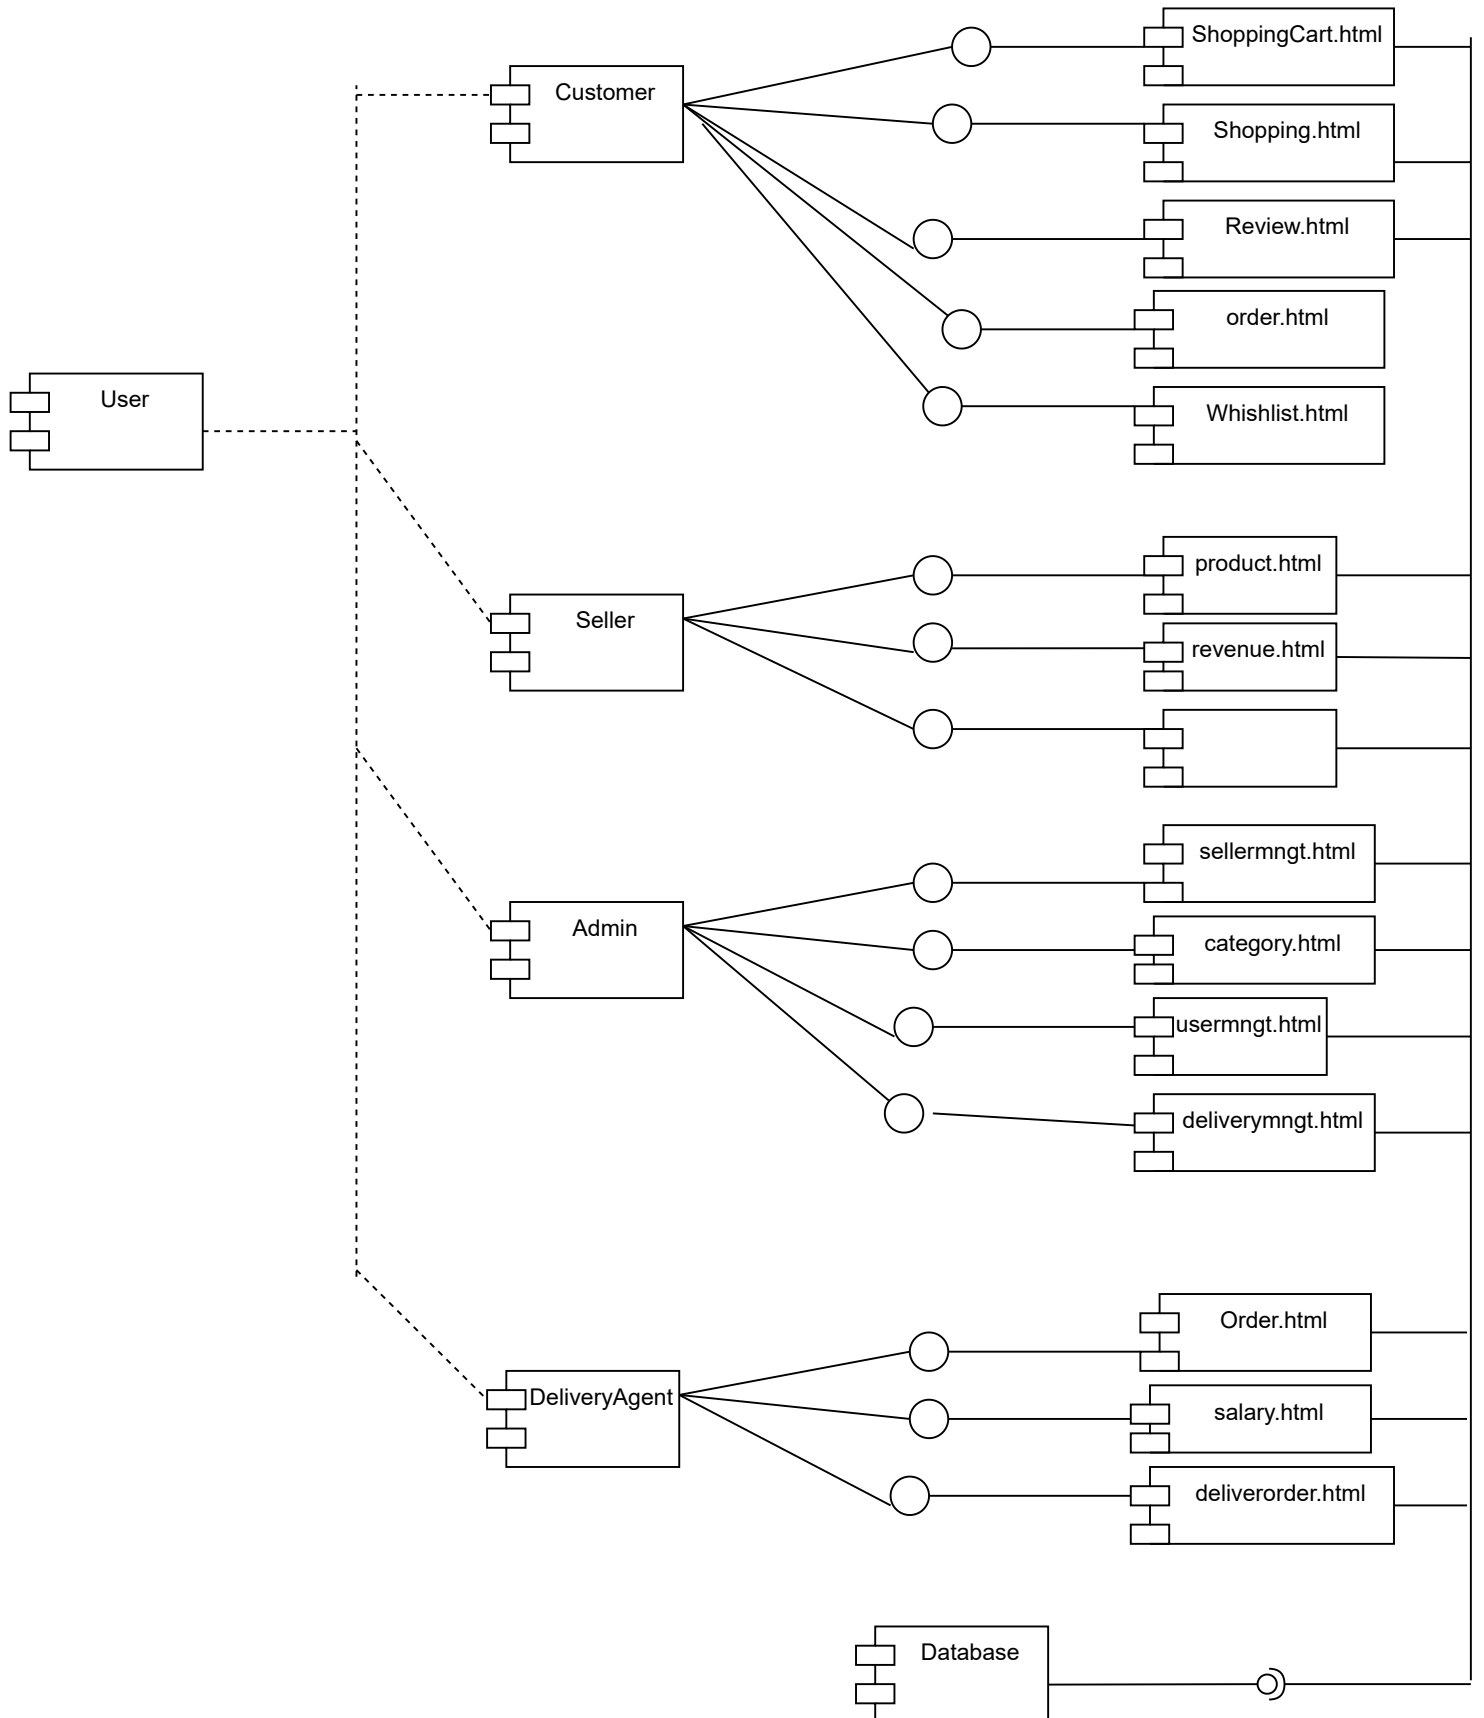 ShoppingCart.html
Customer
Shopping.html
Review.html
order.html
User
Whishlist.html
product.html
Seller
revenue.html
sellermngt.html
Admin
category.html
usermngt.html
deliverymngt.html
Order.html
DeliveryAgent
salary.html
deliverorder.html
Database